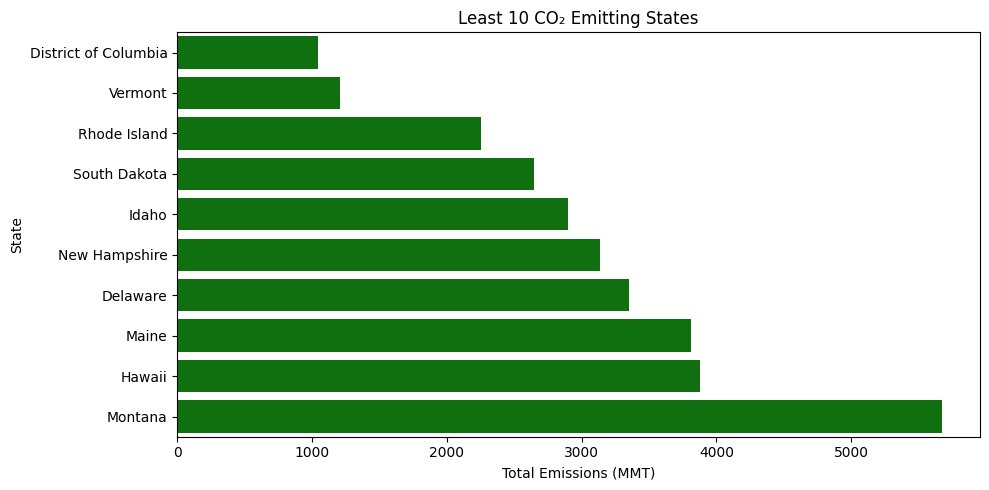 Least 10 CO₂ Emitting States
State
District of Columbia
Vermont
Rhode Island
South Dakota
Idaho
New Hampshire
Delaware
Maine
Hawaii
Montana
0 1000 2000 3000 4000 5000
Total Emissions (MMT)